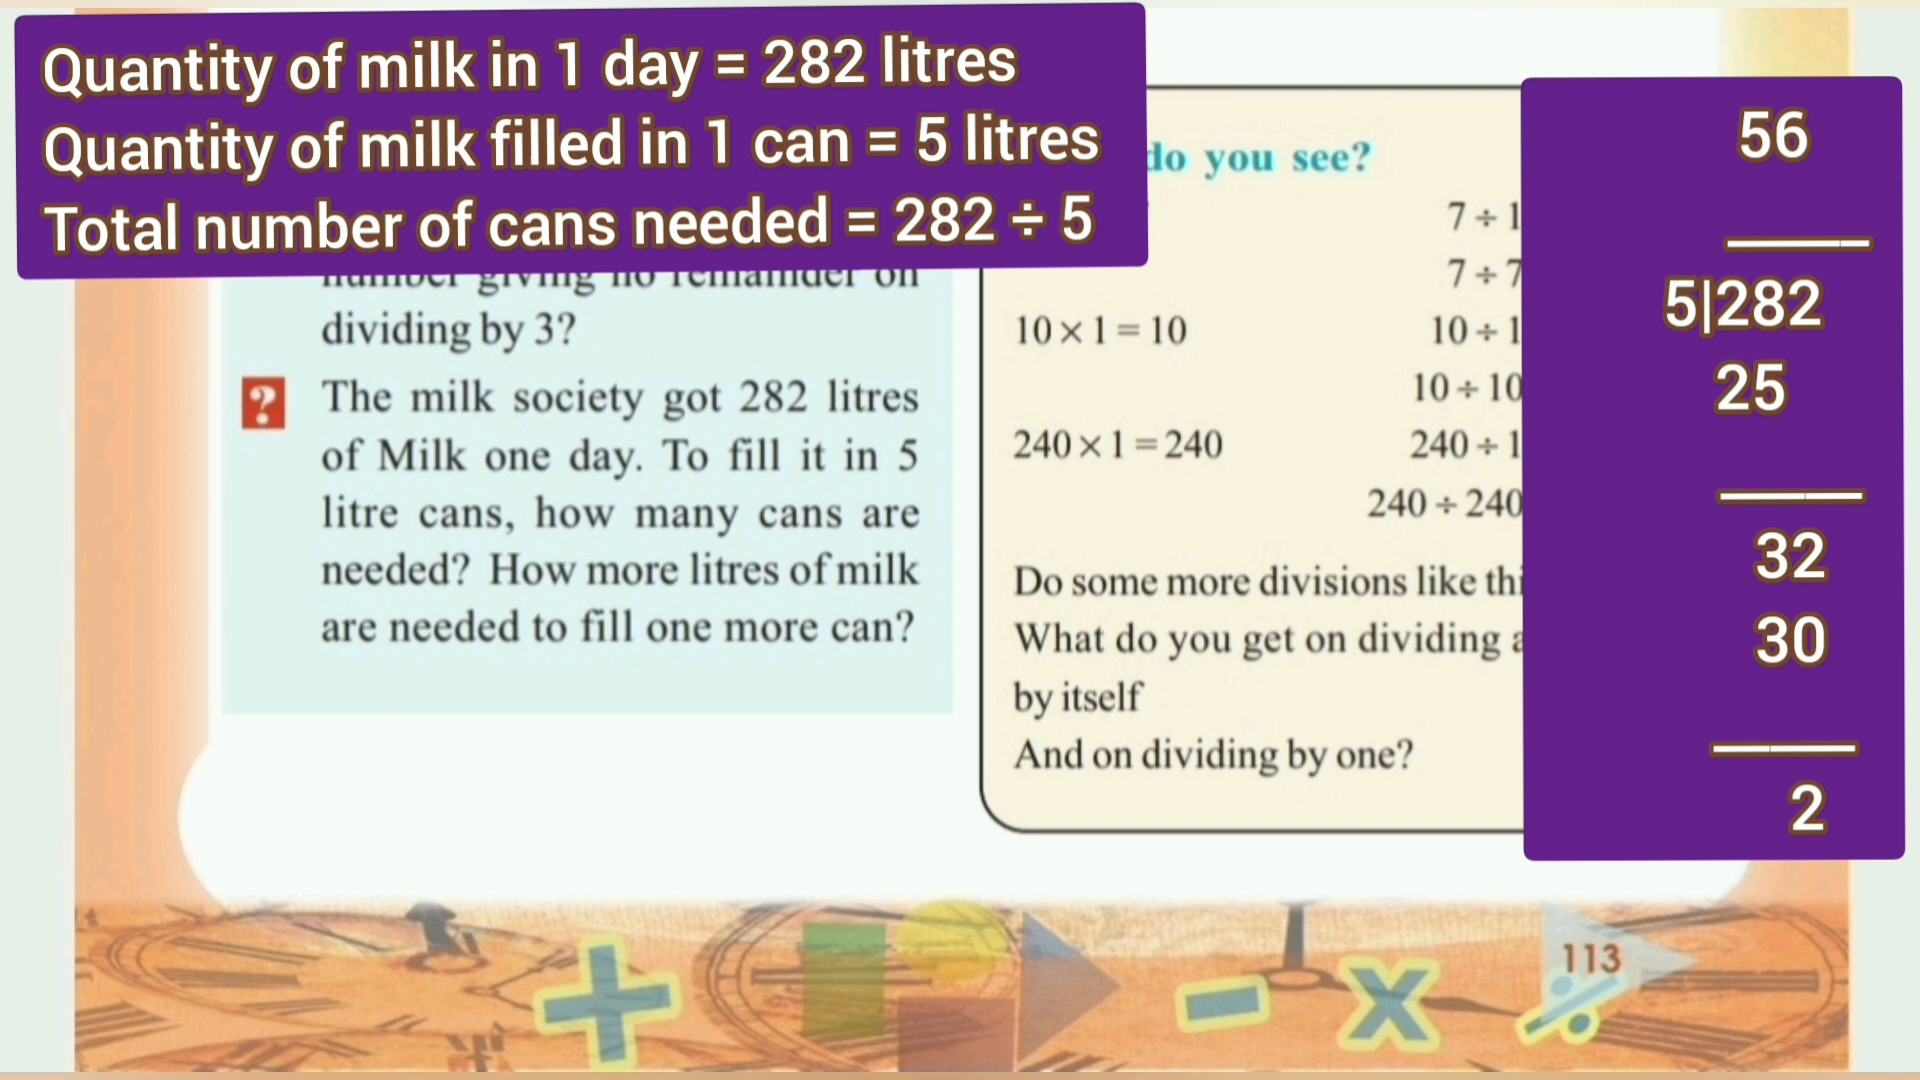 Quantity of milk in 1 day = 282 litres
Quantity of milk filled in 1 can = 5 litres
Total number of cans needed = 282 ÷ 5
number giving no remainder on
dividing by 3?
? The milk society got 282 litres
of Milk one day. To fill it in 5
litre cans, how many cans are
needed? How more litres of milk
are needed to fill one more can?
do you see?
7 ÷ 1
7 ÷ 7
10 × 1 = 10
10 ÷ 1
10 ÷ 10
240 × 1 = 240
240 ÷ 1
240 ÷ 240
Do some more divisions like
What do you get on dividing
by itself
And on dividing by one?
56
5|282
25
32
30
2
+
- x ÷
113